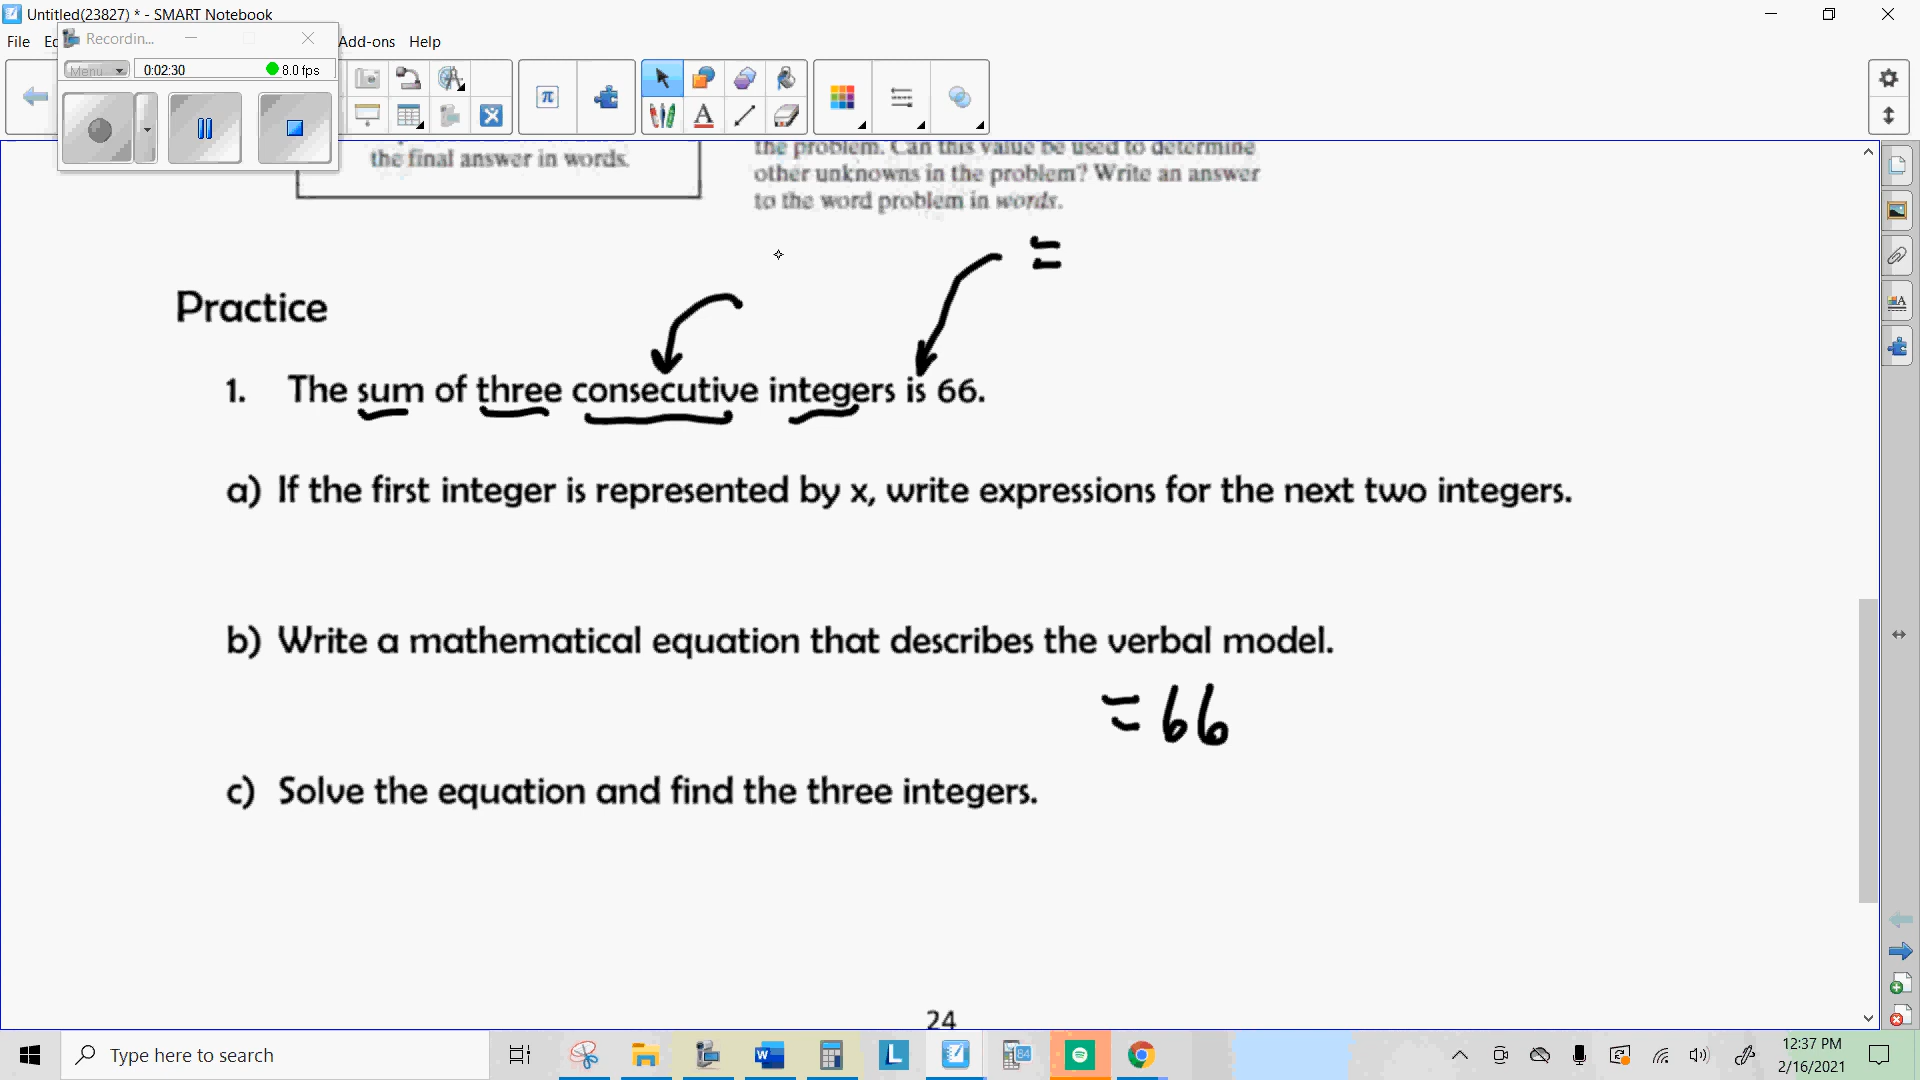 Untitled(23827) * - SMART Notebook
File
Recordin...
Add-ons Help
Menu 0:02:30 8.0 fps
π
A
the final answer in words.
the problem. Can this value be used to determine
other unknowns in the problem? Write an answer
to the word problem in words.
=
Practice
1. The sum of three consecutive integers is 66.
a) If the first integer is represented by x, write expressions for the next two integers.
b) Write a mathematical equation that describes the verbal model.
= 66
c) Solve the equation and find the three integers.
24
Type here to search
W
L
84
12:37 PM
2/16/2021